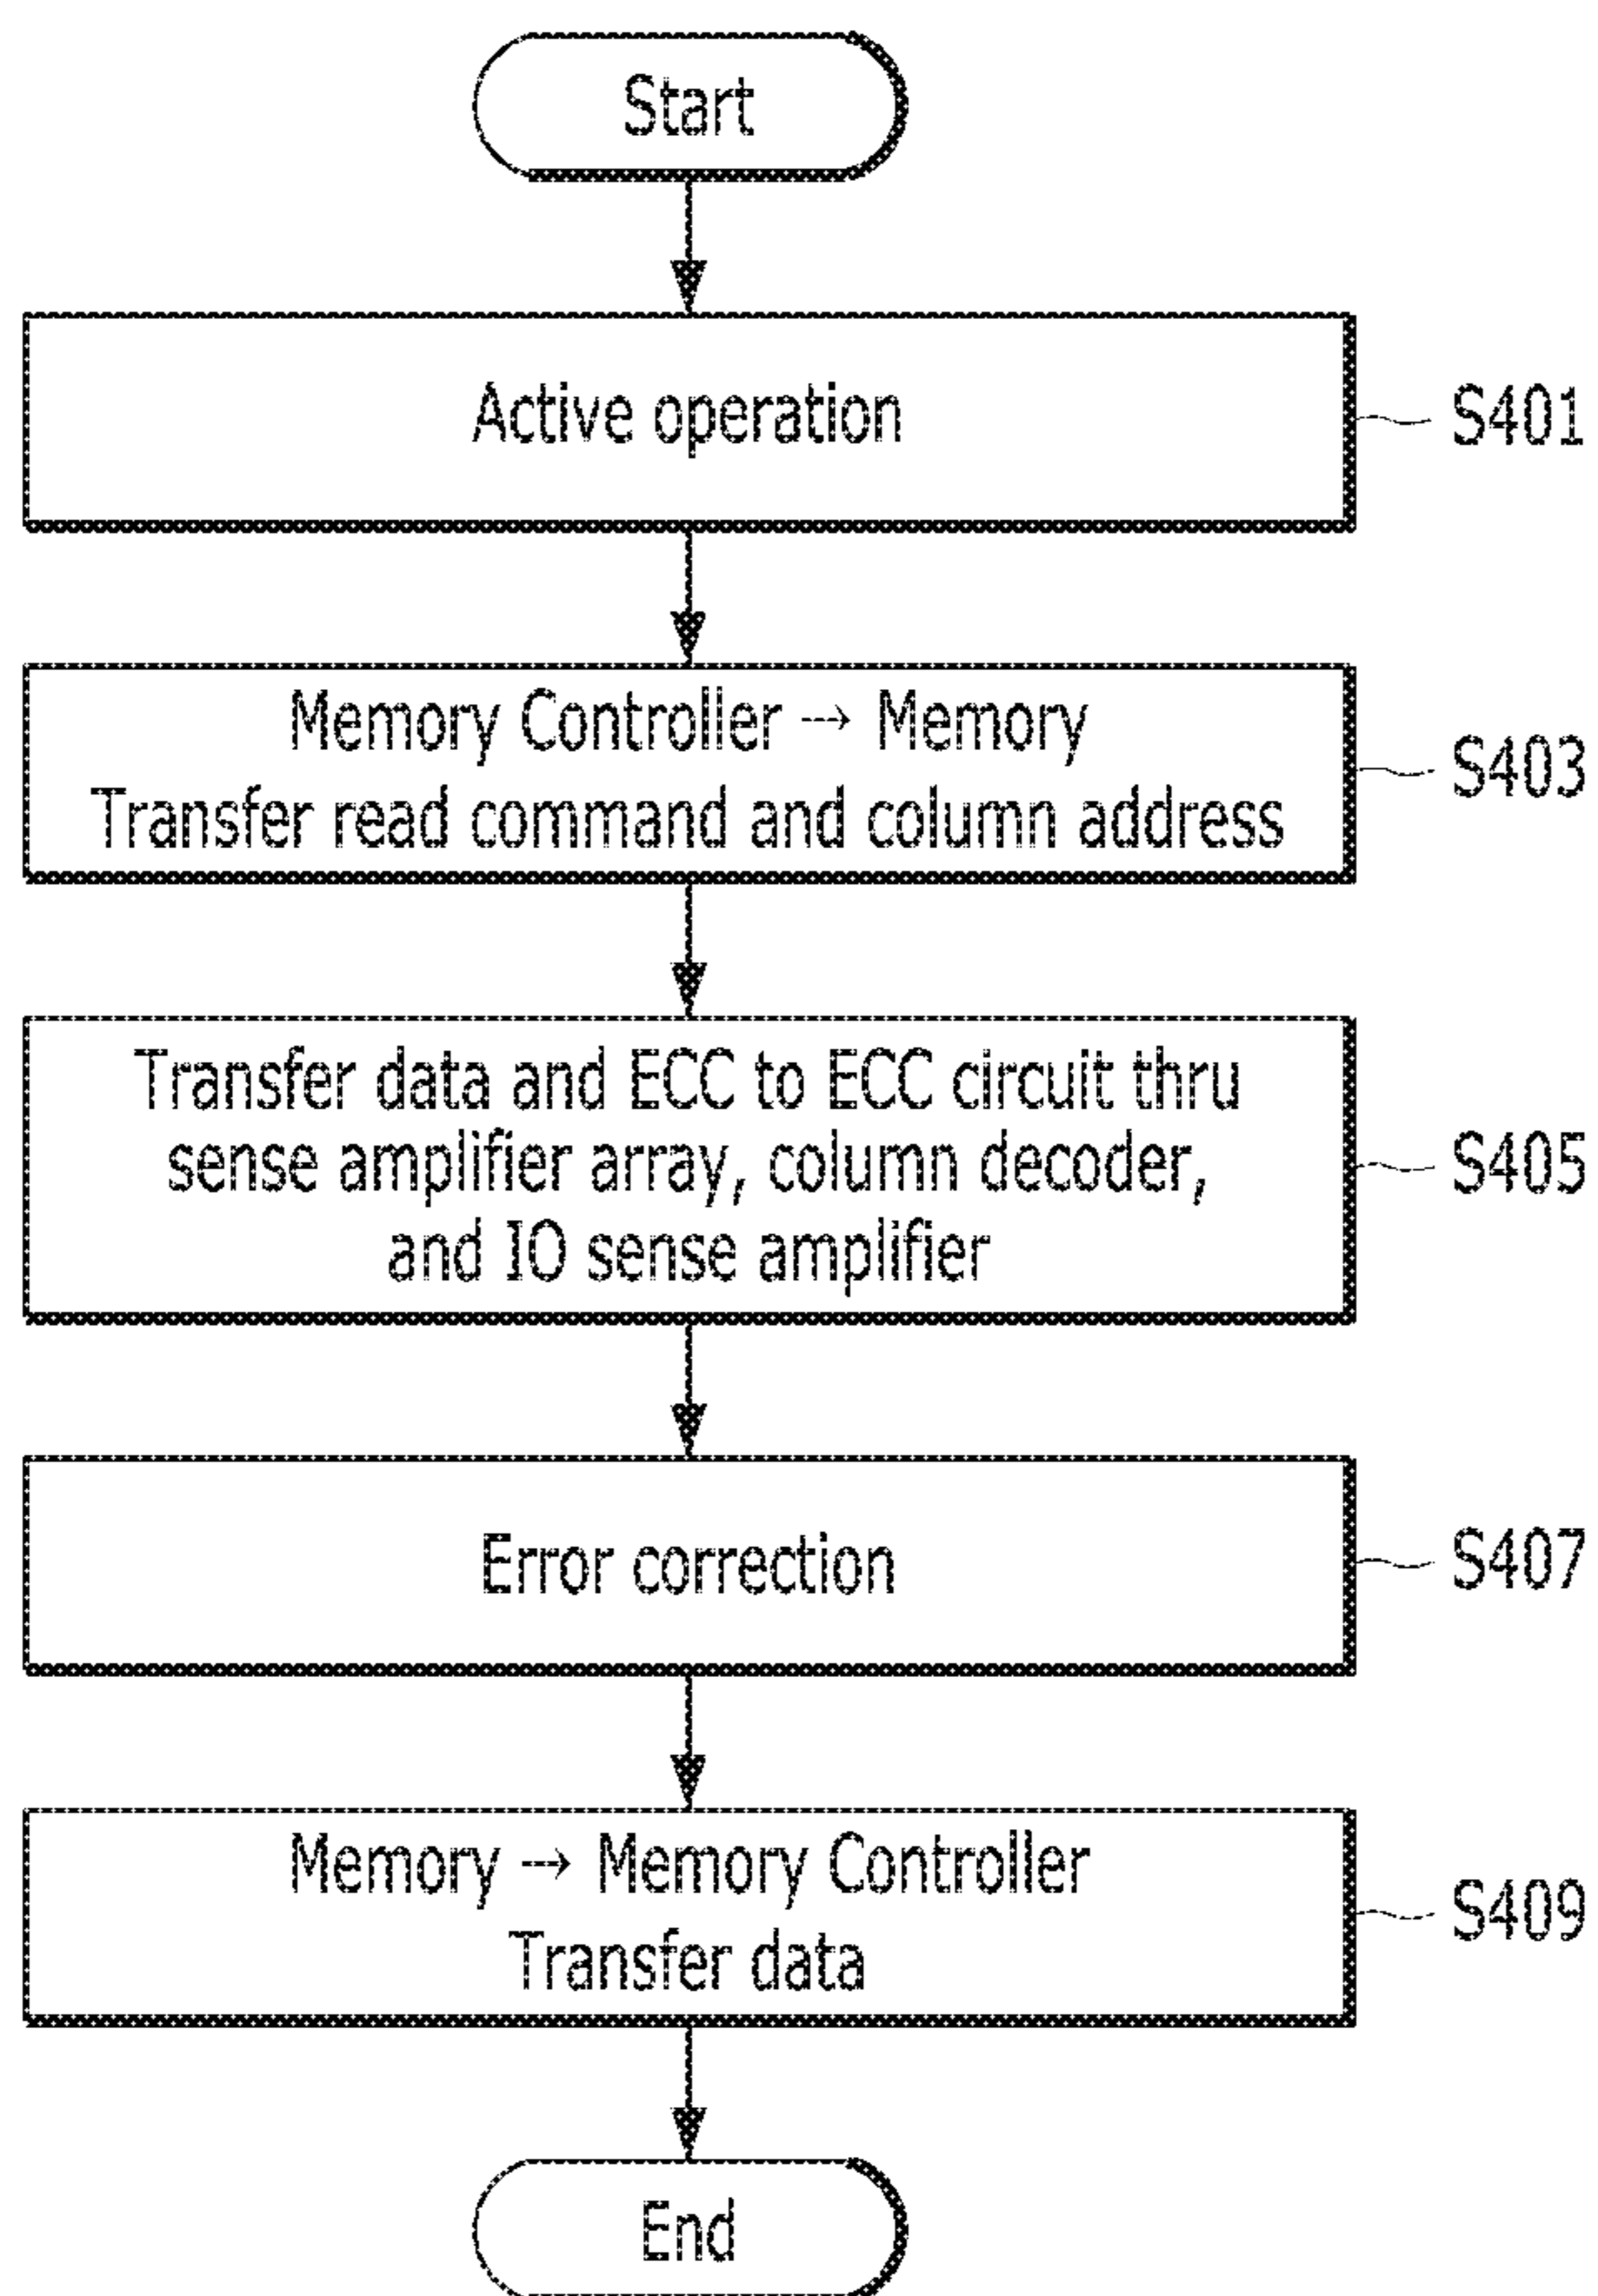 Start
Active operation
S401
Memory Controller → Memory
Transfer read command and column address
S403
Transfer data and ECC to ECC circuit thru
sense amplifier array, column decoder,
and IO sense amplifier
S405
Error correction
S407
Memory → Memory Controller
Transfer data
S409
End